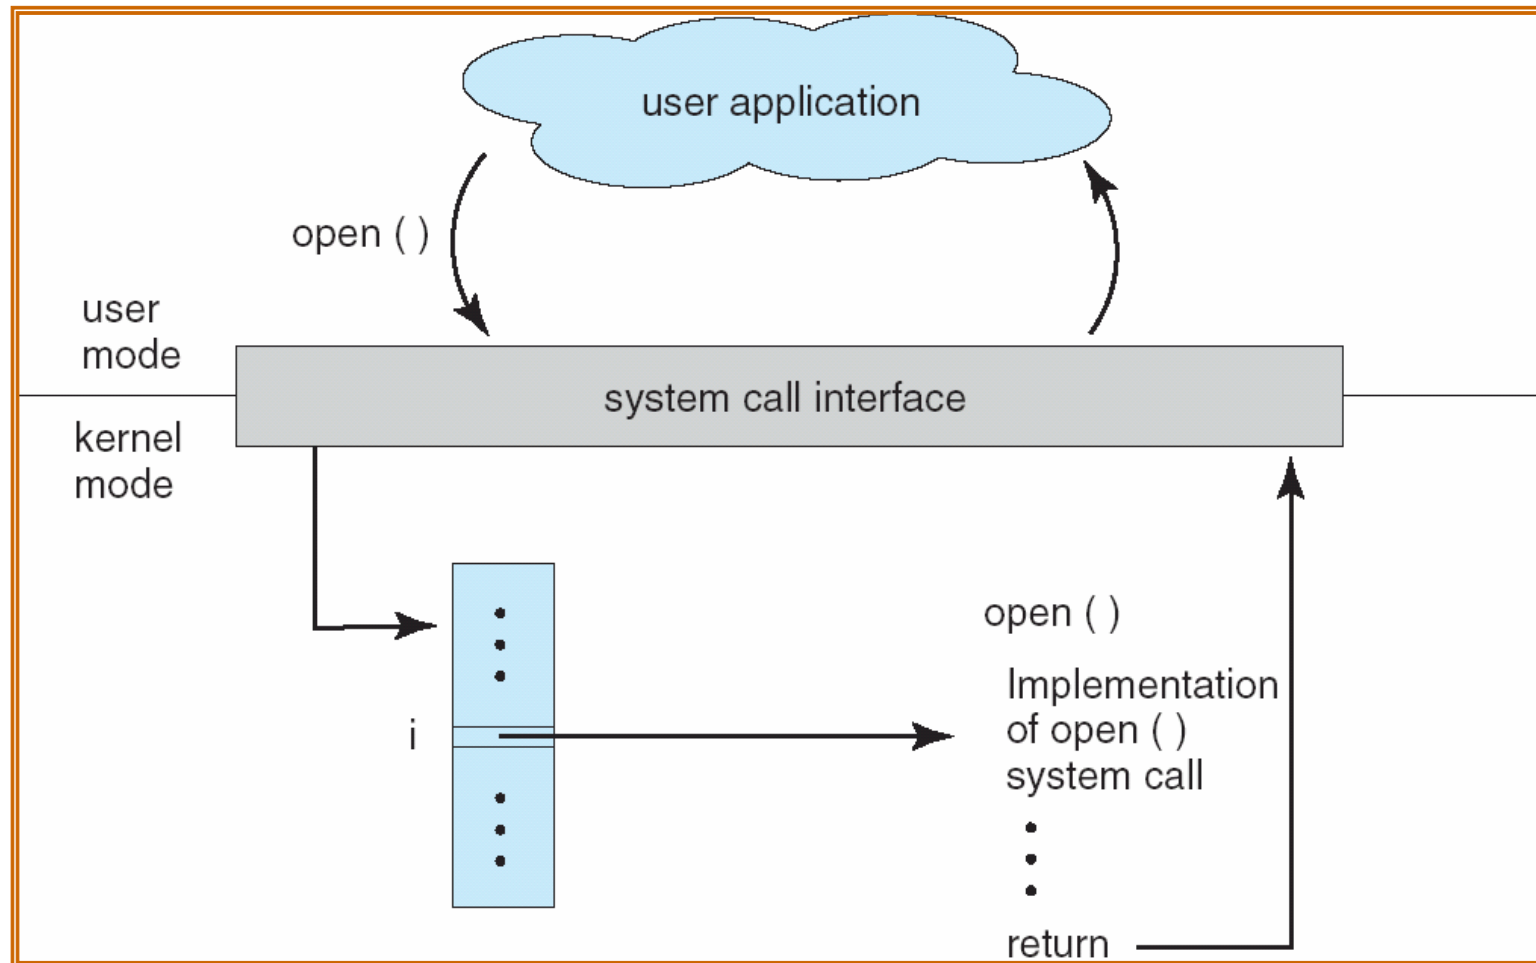 user application
open ( )
user
mode
system call interface
kernel
mode
open ( )
Implementation
of open ( )
system call
i
return